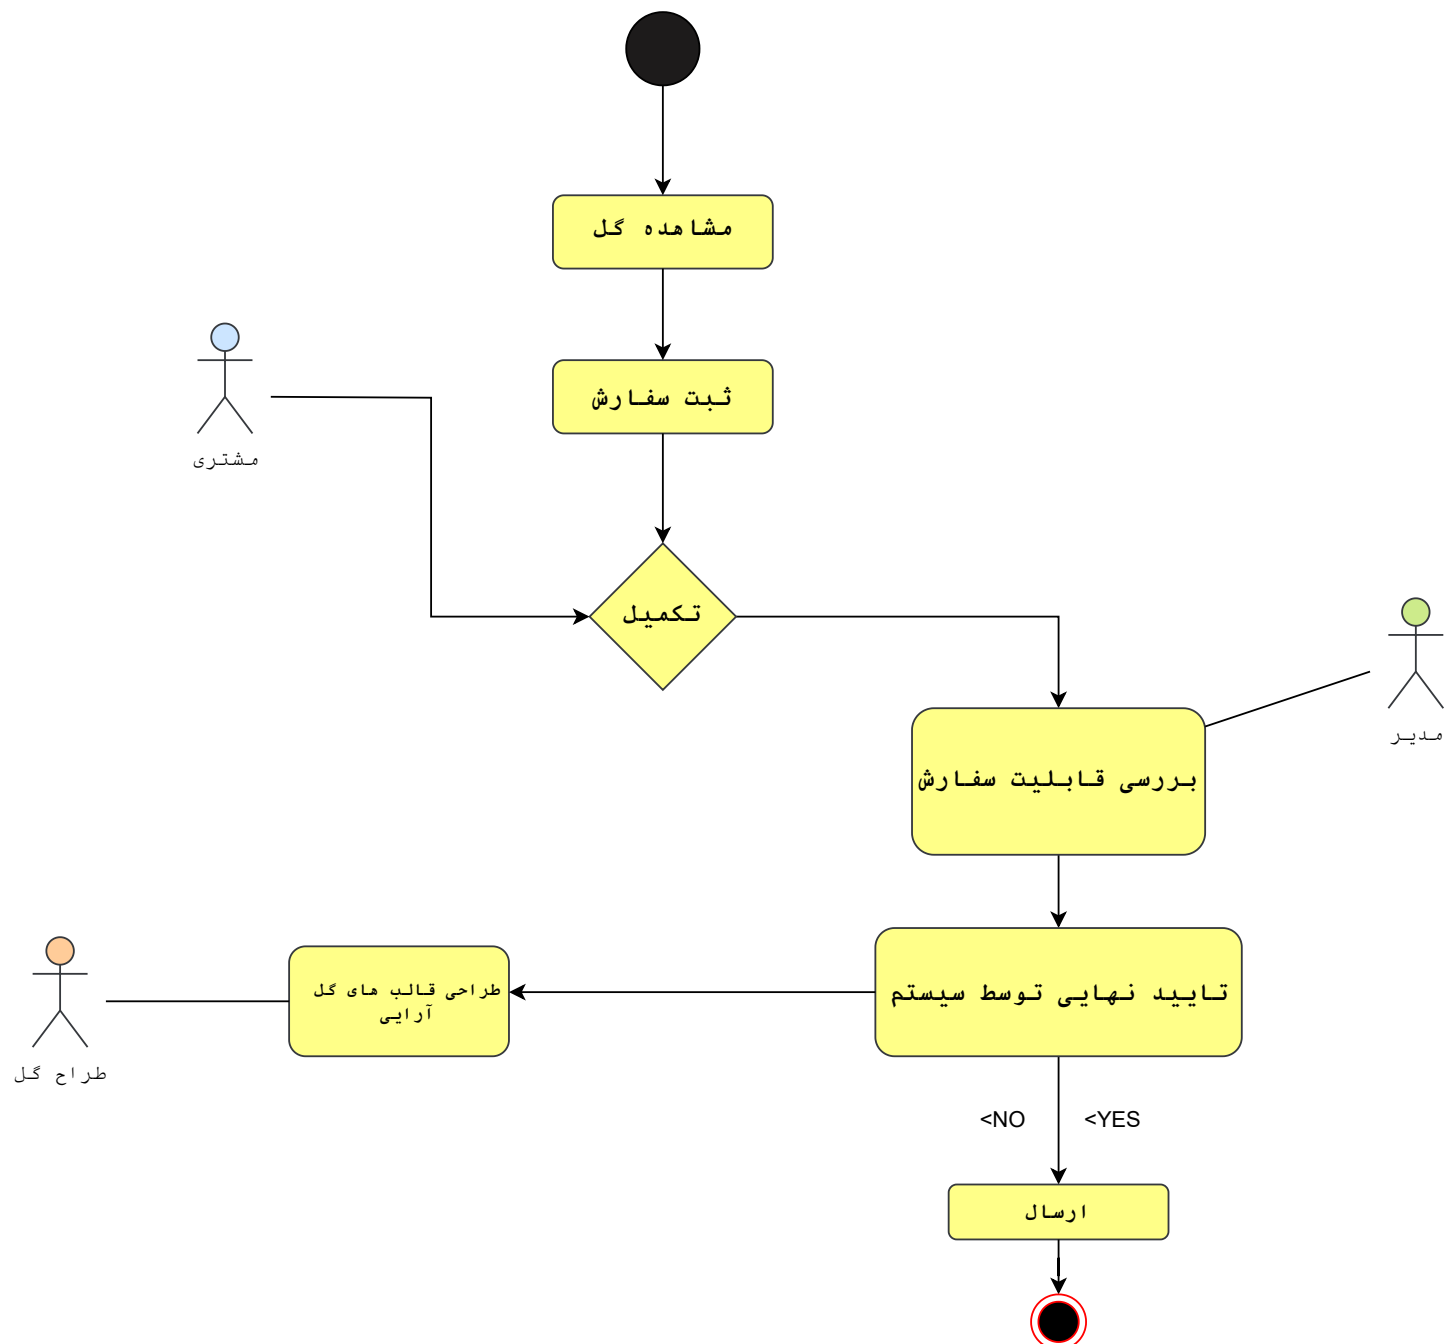 مشاهده گل
ثبت سفارش
مشتری
تکمیل
مدیر
بررسی قابلیت سفارش
تایید نهایی توسط سیستم
طراحی قالب های گل
آرایی
طراح گل
<NO
<YES
ارسال